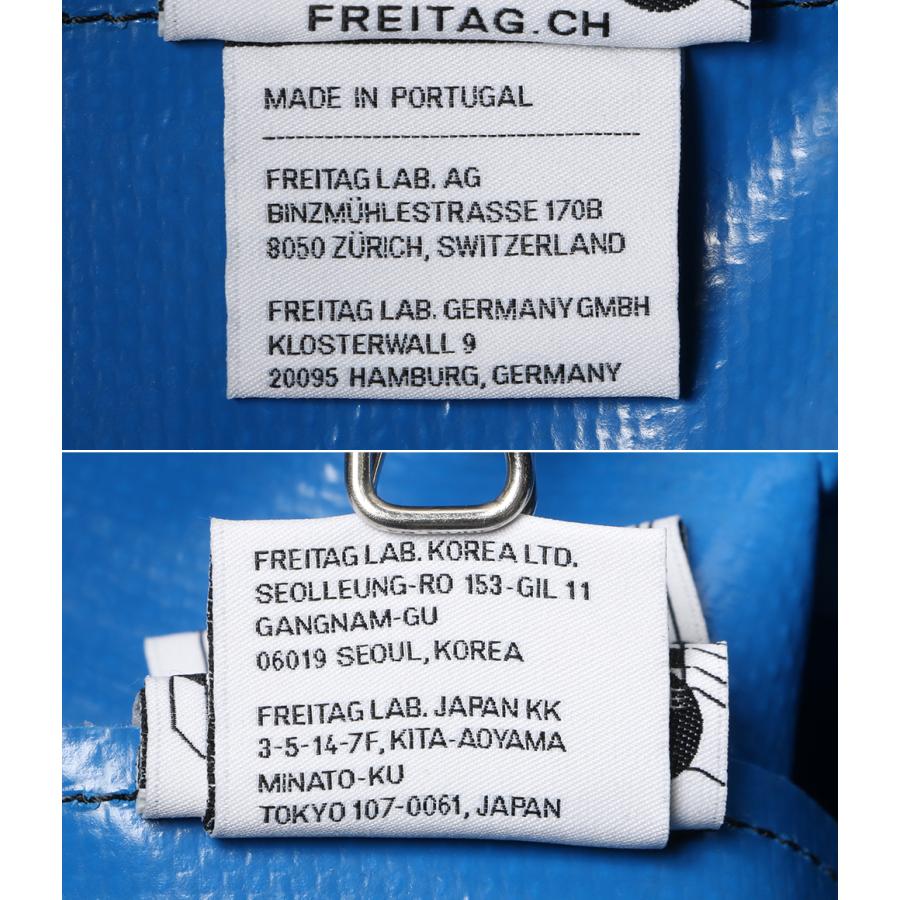 FREITAG.CH
MADE IN PORTUGAL
FREITAG LAB. AG
BINZMÜHLESTRASSE 170B
8050 ZÜRICH, SWITZERLAND
FREITAG LAB. GERMANY GMBH
KLOSTERWALL 9
20095 HAMBURG, GERMANY
FREITAG LAB. KOREA LTD.
SEOLLEUNG-RO 153-GIL 11
GANGNAM-GU
06019 SEOUL, KOREA
FREITAG LAB. JAPAN KK
3-5-14-7F, KITA-AOYAMA
MINATO-KU
TOKYO 107-0061, JAPAN